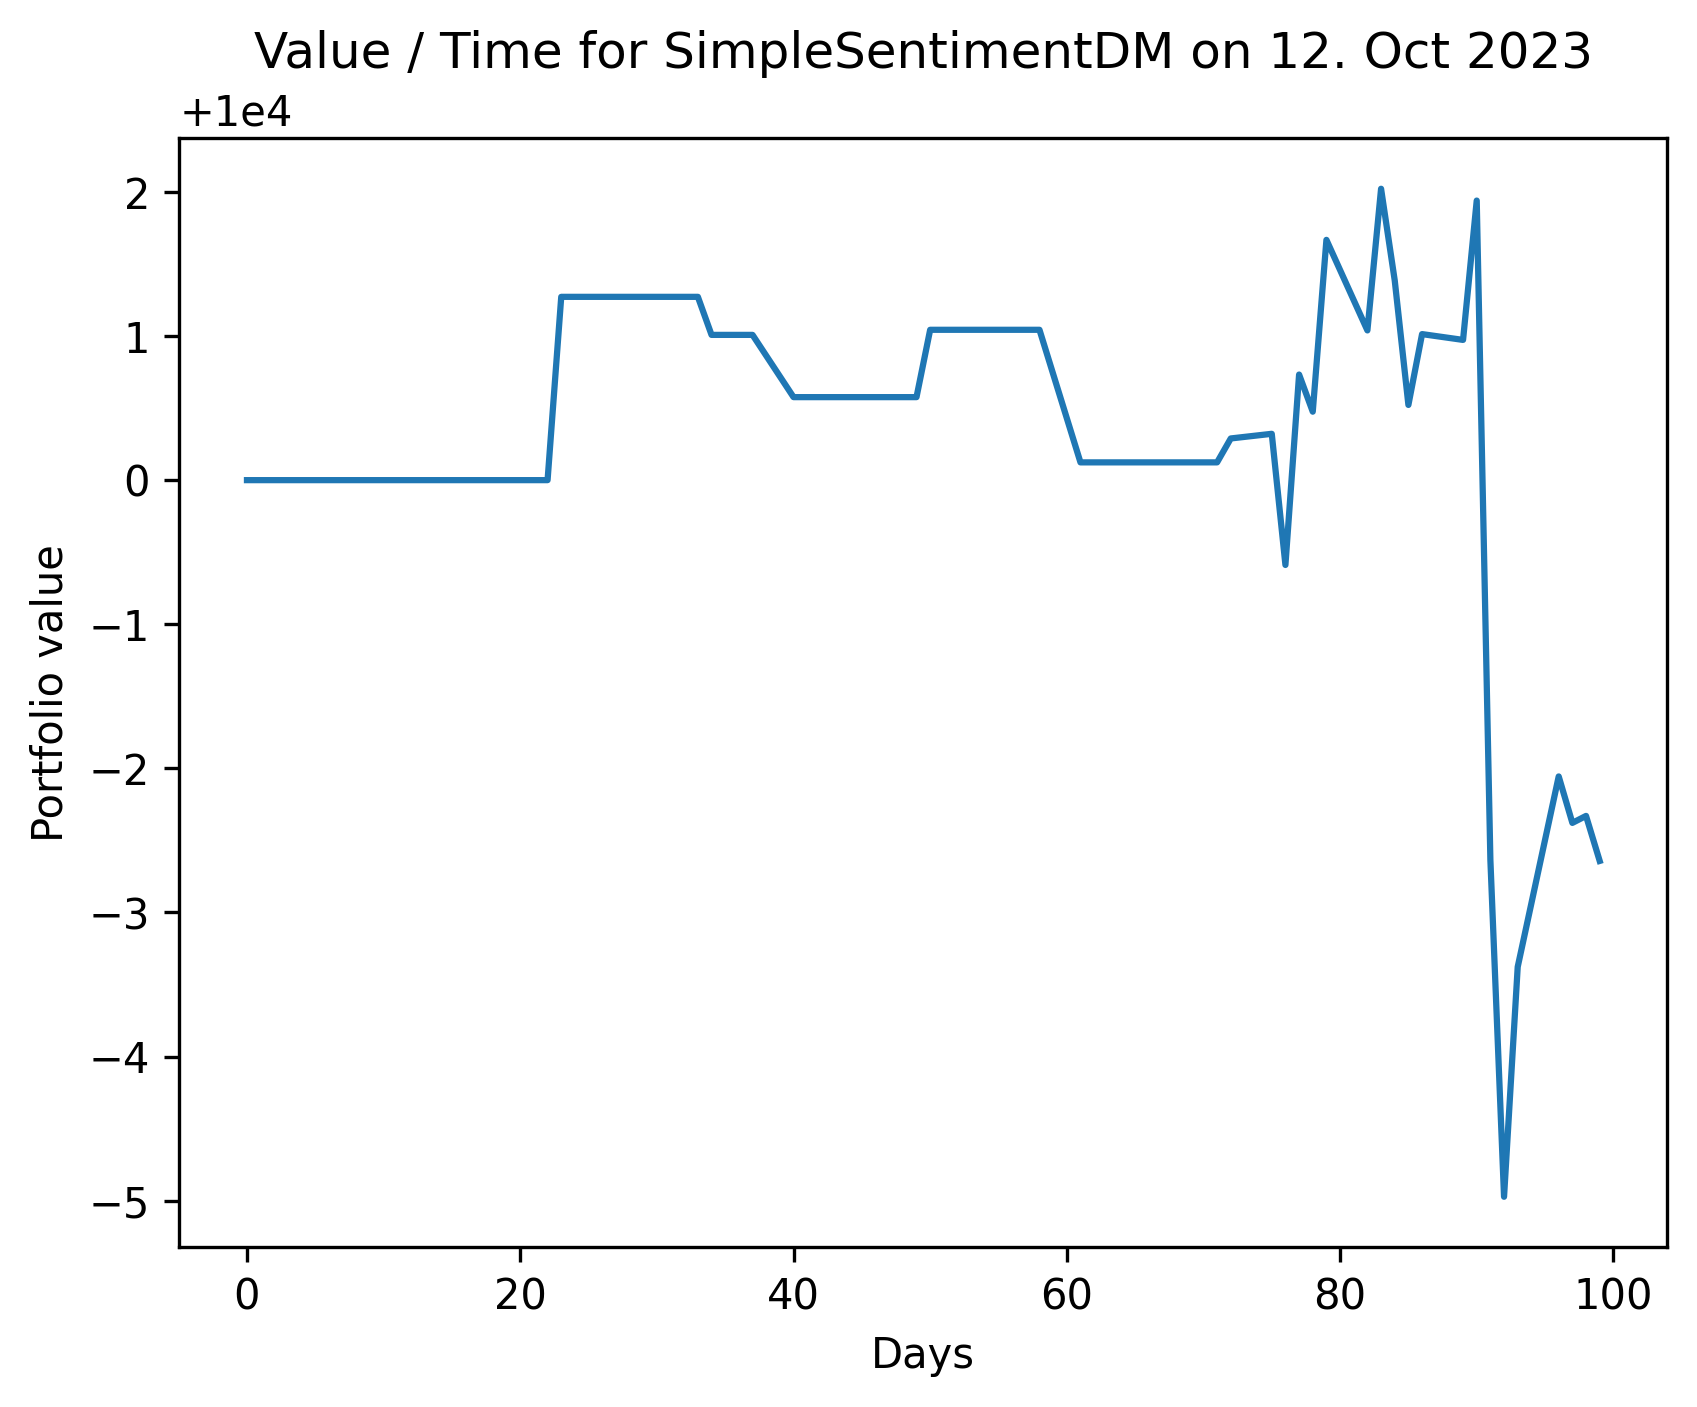 Value / Time for SimpleSentimentDM on 12. Oct 2023
+1e4
2
1
0
−1
−2
−3
−4
−5
Portfolio value
0 20 40 60 80 100
Days